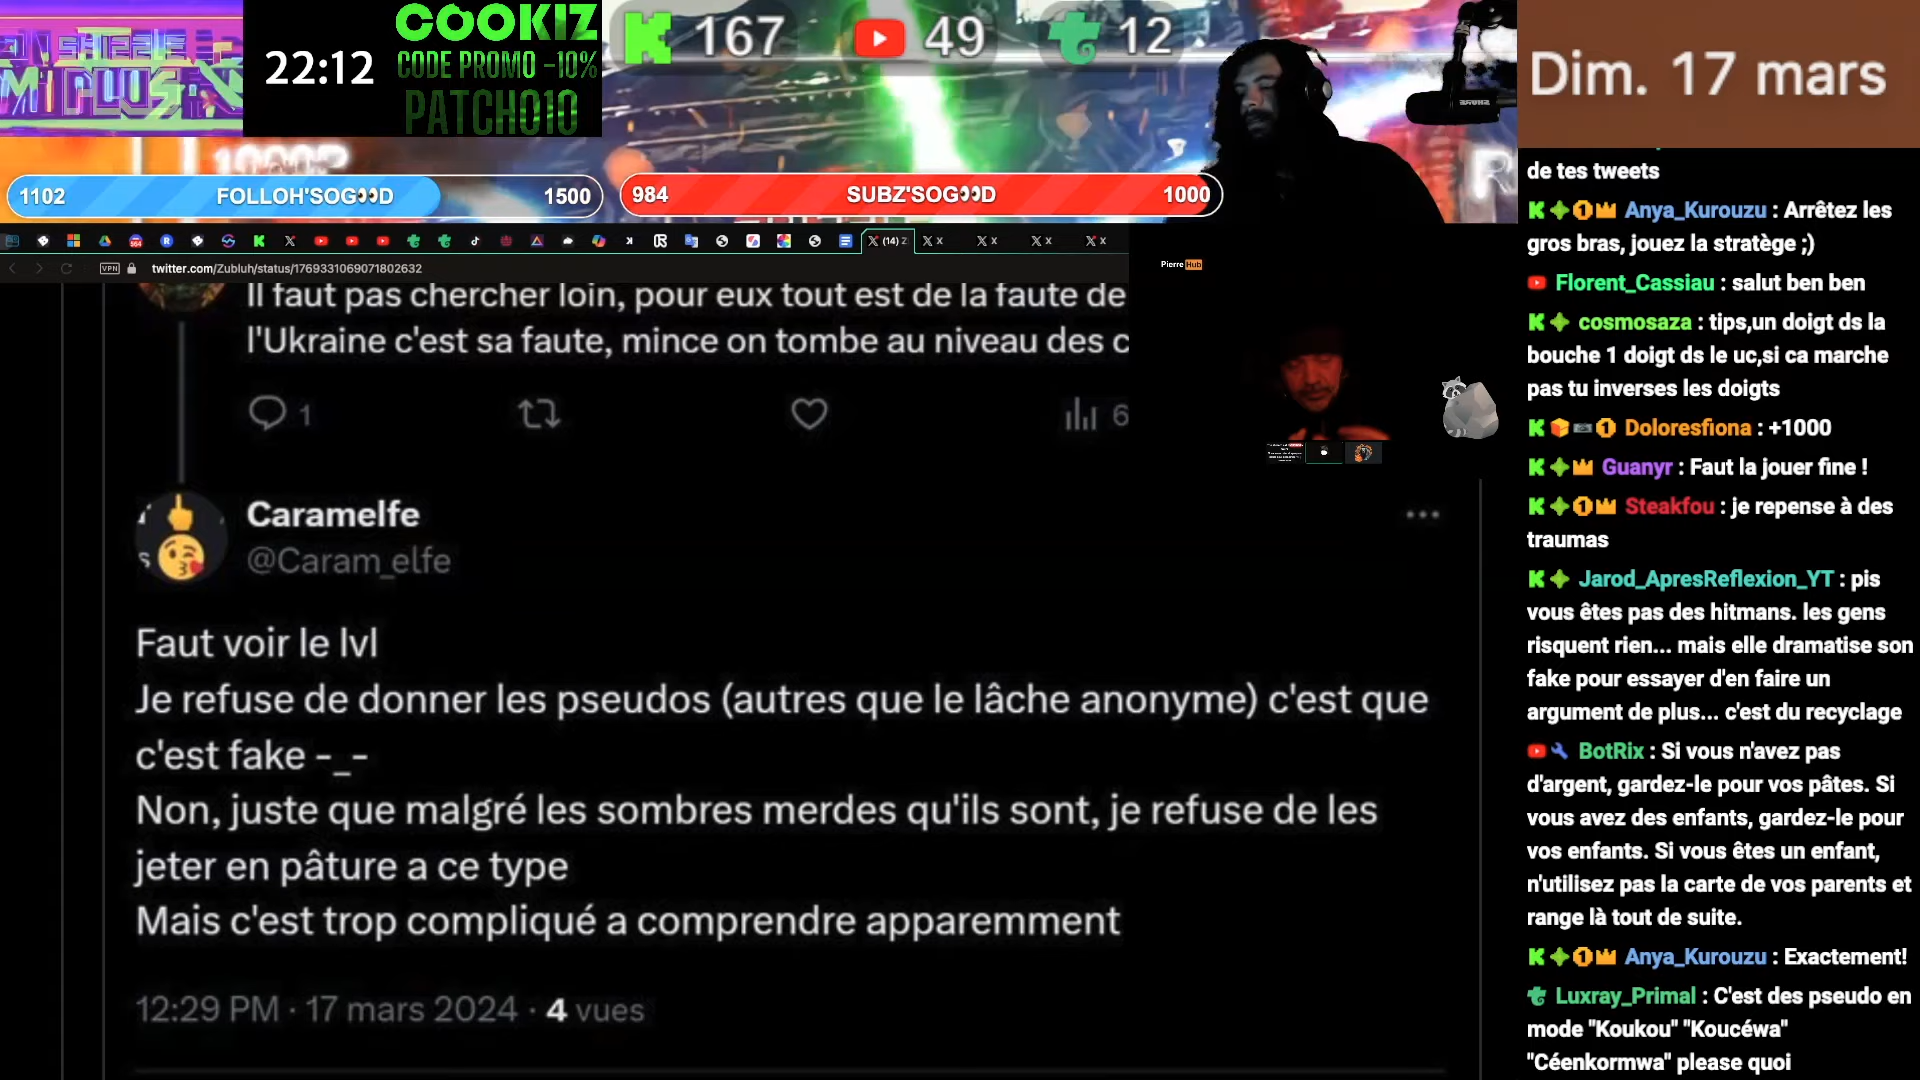 22:12
COOKIZ
CODE PROMO -10%
PATCHO10
167
49
12
Dim. 17 mars
1102 FOLLOH'SOG👀D 1500
984 SUBZ'SOG👀D 1000
(14) Z
VPN twitter.com/Zubluh/status/1769331069071802632
PierreHub
Il faut pas chercher loin, pour eux tout est de la faute de
l'Ukraine c'est sa faute, mince on tombe au niveau des c
1
6
Caramelfe
@Caram_elfe
Faut voir le lvl
Je refuse de donner les pseudos (autres que le lâche anonyme) c'est que
c'est fake -_-
Non, juste que malgré les sombres merdes qu'ils sont, je refuse de les
jeter en pâture a ce type
Mais c'est trop compliqué a comprendre apparemment
12:29 PM · 17 mars 2024 · 4 vues
de tes tweets
Anya_Kurouzu : Arrêtez les
gros bras, jouez la stratège ;)
Florent_Cassiau : salut ben ben
cosmosaza : tips,un doigt ds la
bouche 1 doigt ds le uc,si ca marche
pas tu inverses les doigts
Doloresfiona : +1000
Guanyr : Faut la jouer fine !
Steakfou : je repense à des
traumas
Jarod_ApresReflexion_YT : pis
vous êtes pas des hitmans. les gens
risquent rien... mais elle dramatise son
fake pour essayer d'en faire un
argument de plus... c'est du recyclage
BotRix : Si vous n'avez pas
d'argent, gardez-le pour vos pâtes. Si
vous avez des enfants, gardez-le pour
vos enfants. Si vous êtes un enfant,
n'utilisez pas la carte de vos parents et
range là tout de suite.
Anya_Kurouzu : Exactement!
Luxray_Primal : C'est des pseudo en
mode "Koukou" "Koucéwa"
"Céenkormwa" please quoi